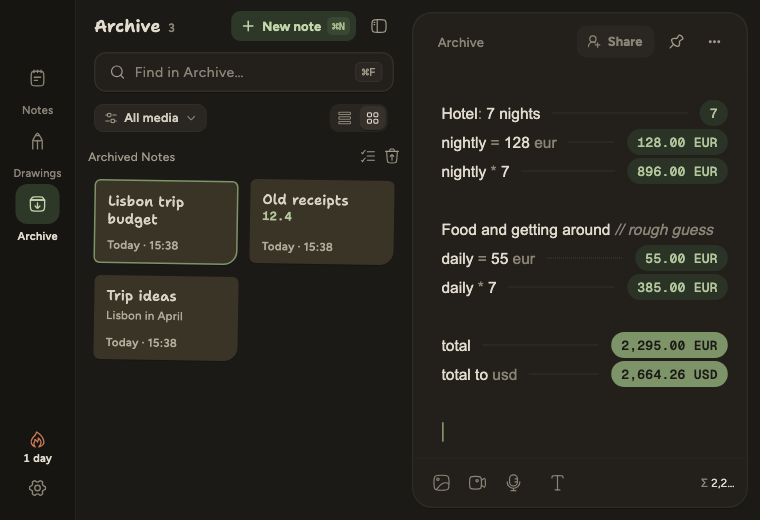 Archive 3
+ New note ⌘N
Find in Archive… ⌘F
All media
Notes
Drawings
Archive
Archived Notes
Lisbon trip
budget
Today · 15:38
Old receipts
12.4
Today · 15:38
Trip ideas
Lisbon in April
Today · 15:38
1 day
Archive
Share
Hotel: 7 nights 7
nightly = 128 eur 128.00 EUR
nightly * 7 896.00 EUR
Food and getting around // rough guess
daily = 55 eur 55.00 EUR
daily * 7 385.00 EUR
total 2,295.00 EUR
total to usd 2,664.26 USD
T
Σ 2,2…